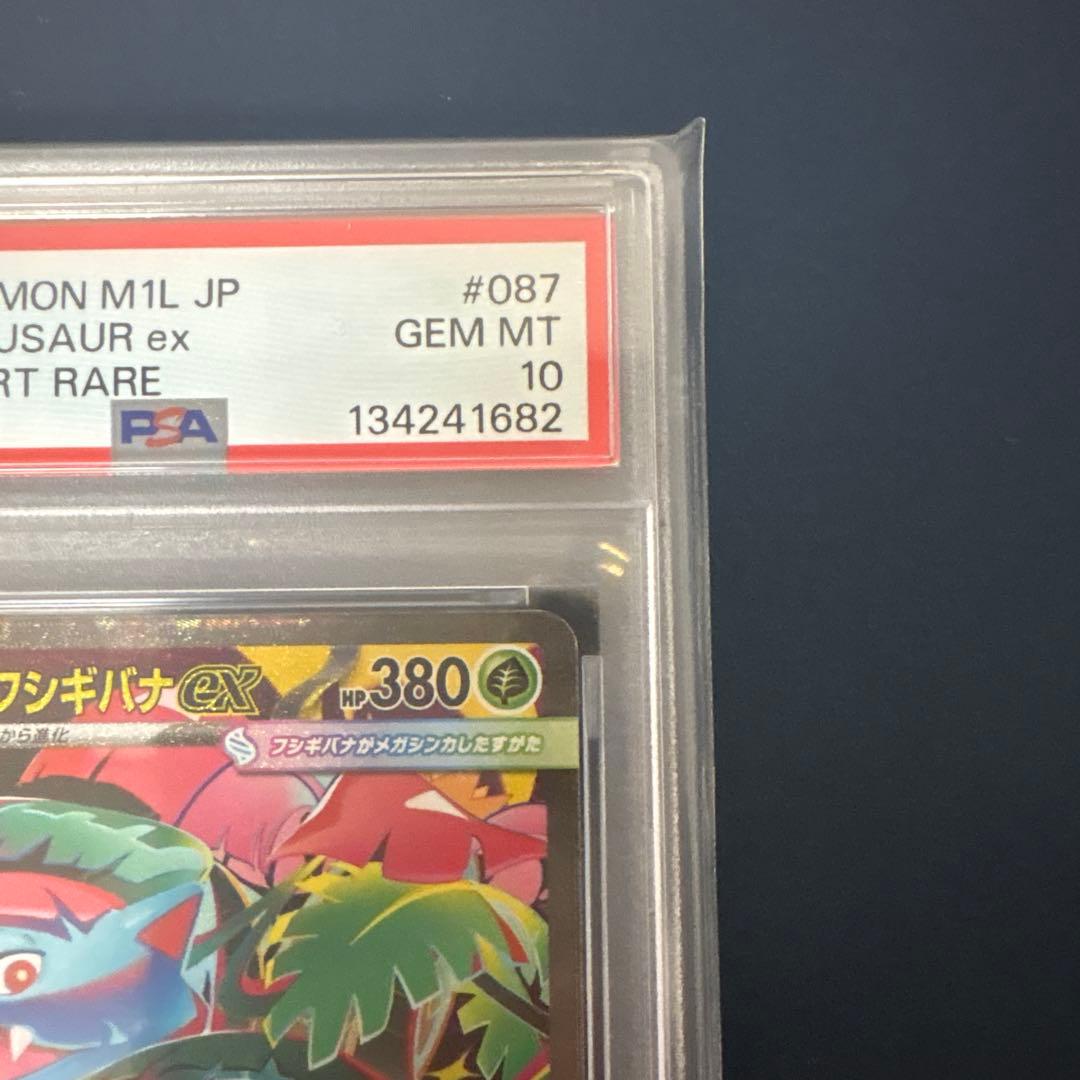 MON M1L JP
#087
USAUR ex
GEM MT
RT RARE
10
PSA
134241682
フシギバナex
HP380
から進化
フシギバナがメガシンカしたすがた